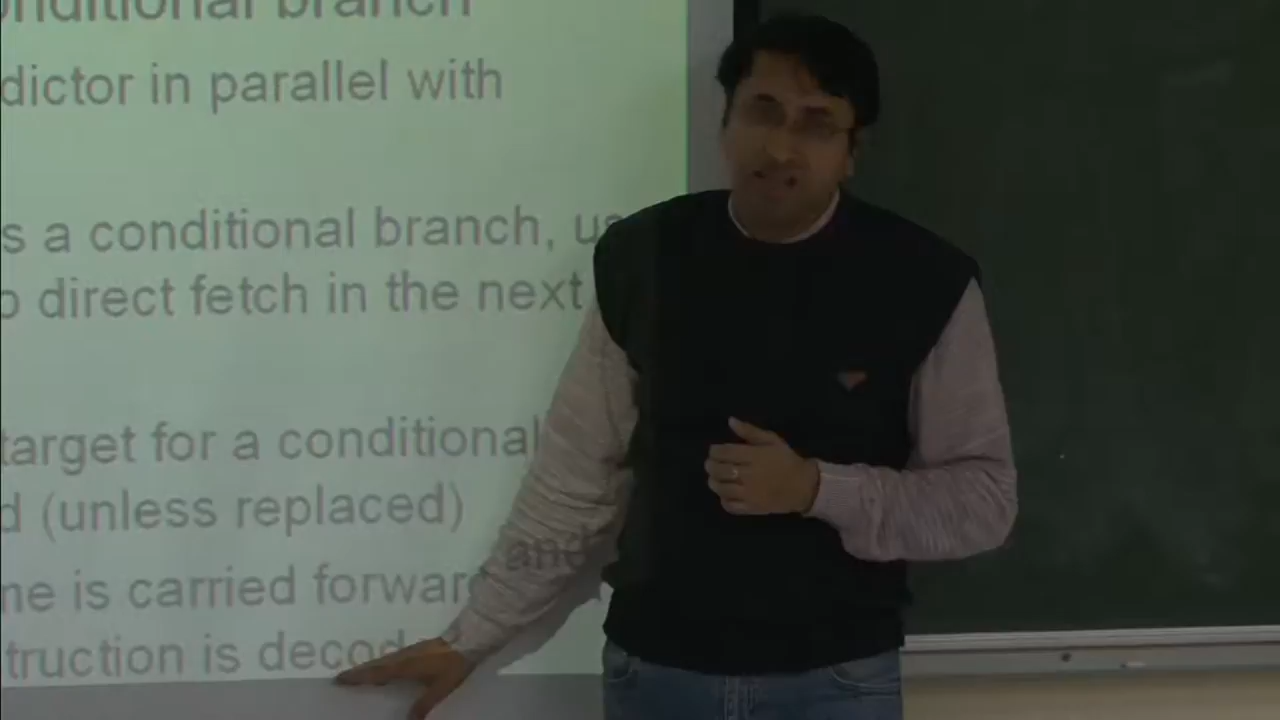 onditional branch
dictor in parallel with
s a conditional branch, us
o direct fetch in the next
target for a conditional
d (unless replaced)
me is carried forward and
truction is decod